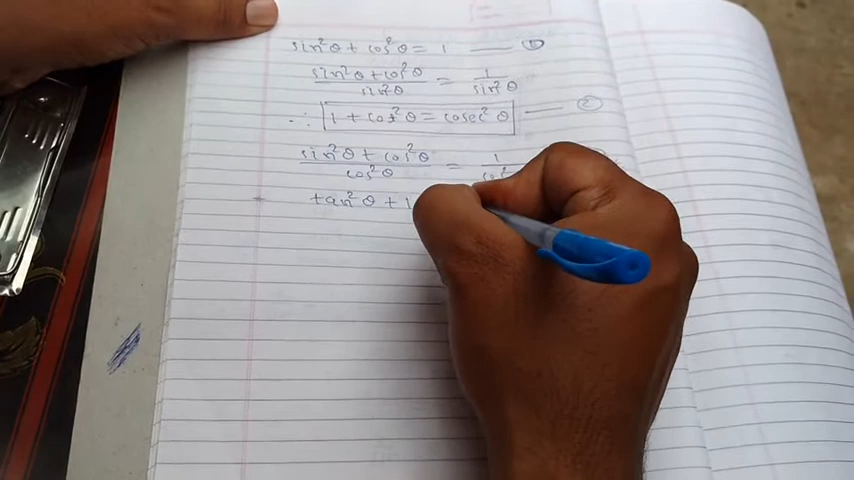 sin²θ + cos²θ = 1 —— ①
(sin²θ + cos²θ)/sin²θ = 1/sin²θ
∴ 1 + cot²θ = cosec²θ —— ②
(sin²θ + cos²θ)/cos²θ = 1/cos²
tan²θ + 1